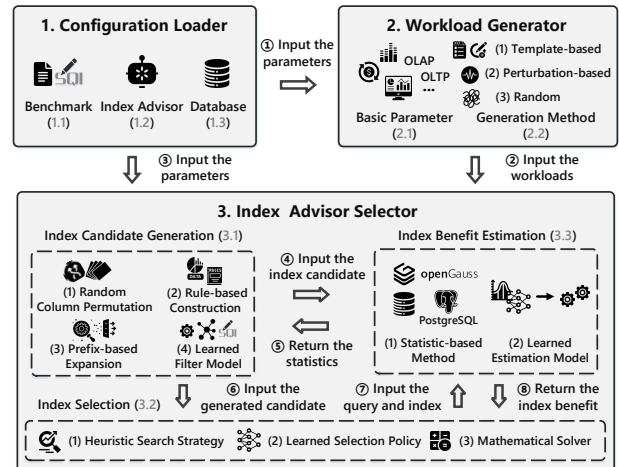 1. Configuration Loader
SQl
Benchmark
(1.1)
Index Advisor
(1.2)
Database
(1.3)
① Input the
parameters
2. Workload Generator
OLAP
OLTP
...
Basic Parameter
(2.1)
(1) Template-based
(2) Perturbation-based
(3) Random
Generation Method
(2.2)
③ Input the
parameters
② Input the
workloads
3. Index Advisor Selector
Index Candidate Generation (3.1)
(1) Random
Column Permutation
DATA
(2) Rule-based
Construction
(3) Prefix-based
Expansion
SQl
(4) Learned
Filter Model
④ Input the
index candidate
⑤ Return the
statistics
Index Benefit Estimation (3.3)
openGauss
PostgreSQL
(1) Statistic-based
Method
(2) Learned
Estimation Model
Index Selection (3.2)
⑥ Input the
generated candidate
⑦ Input the
query and index
⑧ Return the
index benefit
(1) Heuristic Search Strategy
(2) Learned Selection Policy
(3) Mathematical Solver